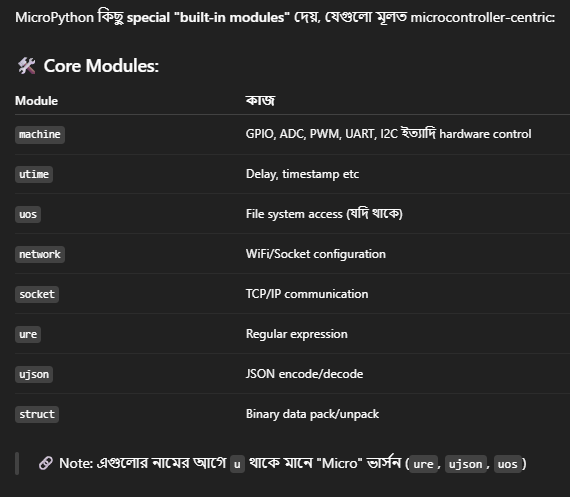 MicroPython কিছু special "built-in modules" দেয়, যেগুলো মূলত microcontroller-centric:
🛠️ Core Modules:
Module কাজ
machine GPIO, ADC, PWM, UART, I2C ইত্যাদি hardware control
utime Delay, timestamp etc
uos File system access (যদি থাকে)
network WiFi/Socket configuration
socket TCP/IP communication
ure Regular expression
ujson JSON encode/decode
struct Binary data pack/unpack
🔗 Note: এগুলোর নামের আগে u থাকে মানে "Micro" ভার্সন (ure, ujson, uos)